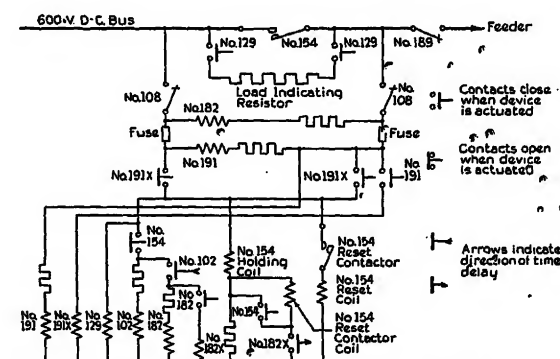 600-V. D-C. Bus
No.129
No.154
No.129
No.189
Feeder
Load Indicating
Resistor
No.108
No.
108
No.182
Fuse
Fuse
No.191
No.191X
No.191X
No.
191
Contacts close
when device
is actuated
Contacts open
when device
is actuated
Arrows indicate
direction of time
delay
No.
154
No.102
No.
182
No.154
Holding
Coil
No.154
No.182X
No.154
Reset
Contactor
No.154
Reset
Coil
No.154
Reset
Contactor
Coil
No.
191
No.
191X
No.
129
No.
102
No.
182
No.
182X